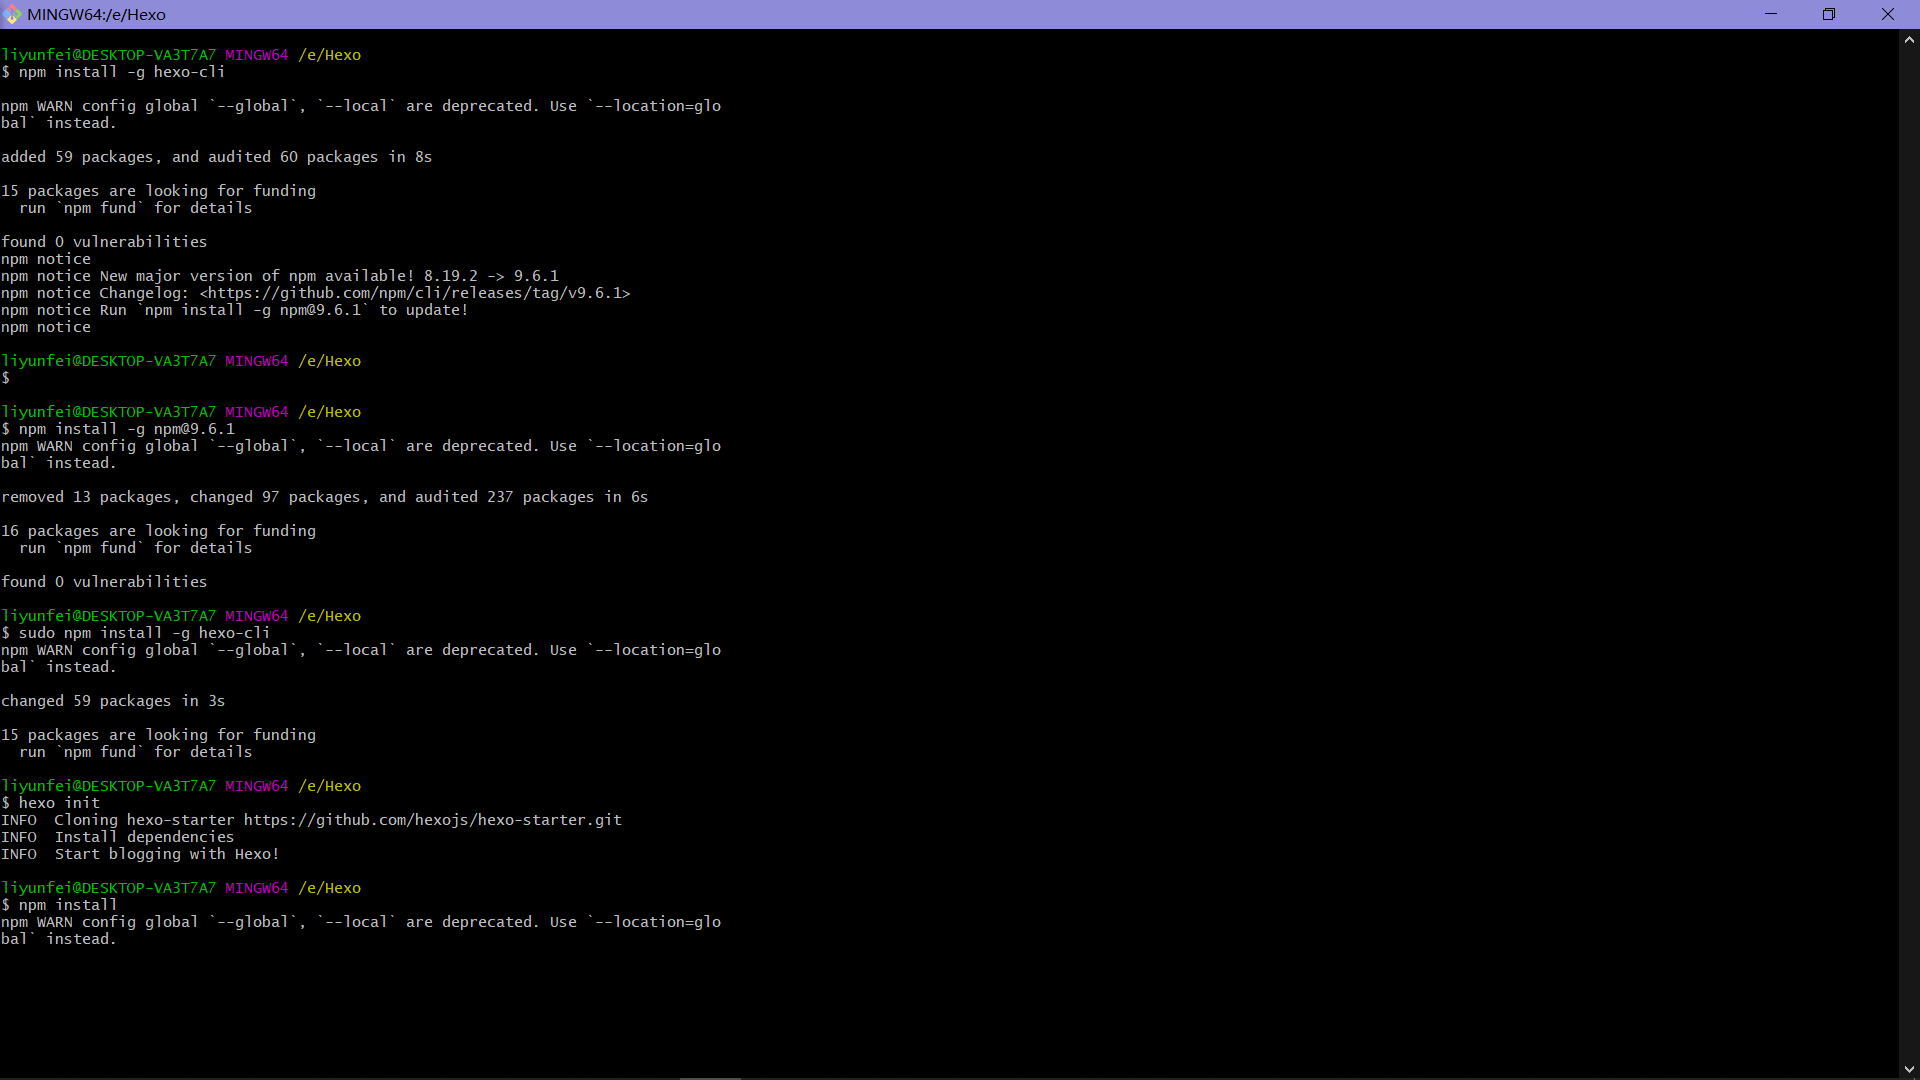 MINGW64:/e/Hexo
liyunfei@DESKTOP-VA3T7A7 MINGW64 /e/Hexo
$ npm install -g hexo-cli
npm WARN config global `--global`, `--local` are deprecated. Use `--location=glo
bal` instead.
added 59 packages, and audited 60 packages in 8s
15 packages are looking for funding
  run `npm fund` for details
found 0 vulnerabilities
npm notice
npm notice New major version of npm available! 8.19.2 -> 9.6.1
npm notice Changelog: <https://github.com/npm/cli/releases/tag/v9.6.1>
npm notice Run `npm install -g npm@9.6.1` to update!
npm notice
liyunfei@DESKTOP-VA3T7A7 MINGW64 /e/Hexo
$
liyunfei@DESKTOP-VA3T7A7 MINGW64 /e/Hexo
$ npm install -g npm@9.6.1
npm WARN config global `--global`, `--local` are deprecated. Use `--location=glo
bal` instead.
removed 13 packages, changed 97 packages, and audited 237 packages in 6s
16 packages are looking for funding
  run `npm fund` for details
found 0 vulnerabilities
liyunfei@DESKTOP-VA3T7A7 MINGW64 /e/Hexo
$ sudo npm install -g hexo-cli
npm WARN config global `--global`, `--local` are deprecated. Use `--location=glo
bal` instead.
changed 59 packages in 3s
15 packages are looking for funding
  run `npm fund` for details
liyunfei@DESKTOP-VA3T7A7 MINGW64 /e/Hexo
$ hexo init
INFO  Cloning hexo-starter https://github.com/hexojs/hexo-starter.git
INFO  Install dependencies
INFO  Start blogging with Hexo!
liyunfei@DESKTOP-VA3T7A7 MINGW64 /e/Hexo
$ npm install
npm WARN config global `--global`, `--local` are deprecated. Use `--location=glo
bal` instead.